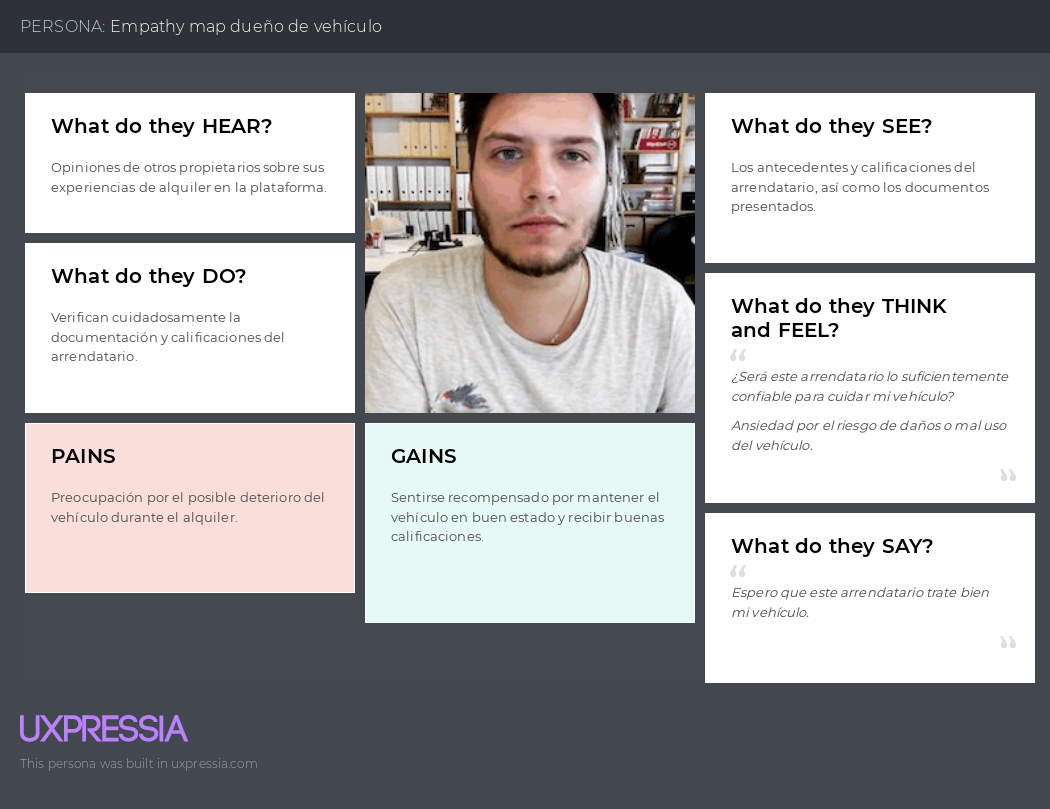 PERSONA: Empathy map dueño de vehículo
What do they HEAR?
Opiniones de otros propietarios sobre sus
experiencias de alquiler en la plataforma.
What do they DO?
Verifican cuidadosamente la
documentación y calificaciones del
arrendatario.
PAINS
Preocupación por el posible deterioro del
vehículo durante el alquiler.
GAINS
Sentirse recompensado por mantener el
vehículo en buen estado y recibir buenas
calificaciones.
What do they SEE?
Los antecedentes y calificaciones del
arrendatario, así como los documentos
presentados.
What do they THINK
and FEEL?
“
¿Será este arrendatario lo suficientemente
confiable para cuidar mi vehículo?
Ansiedad por el riesgo de daños o mal uso
del vehículo.
”
What do they SAY?
“
Espero que este arrendatario trate bien
mi vehículo.
”
UXPRESSIA
This persona was built in uxpressia.com